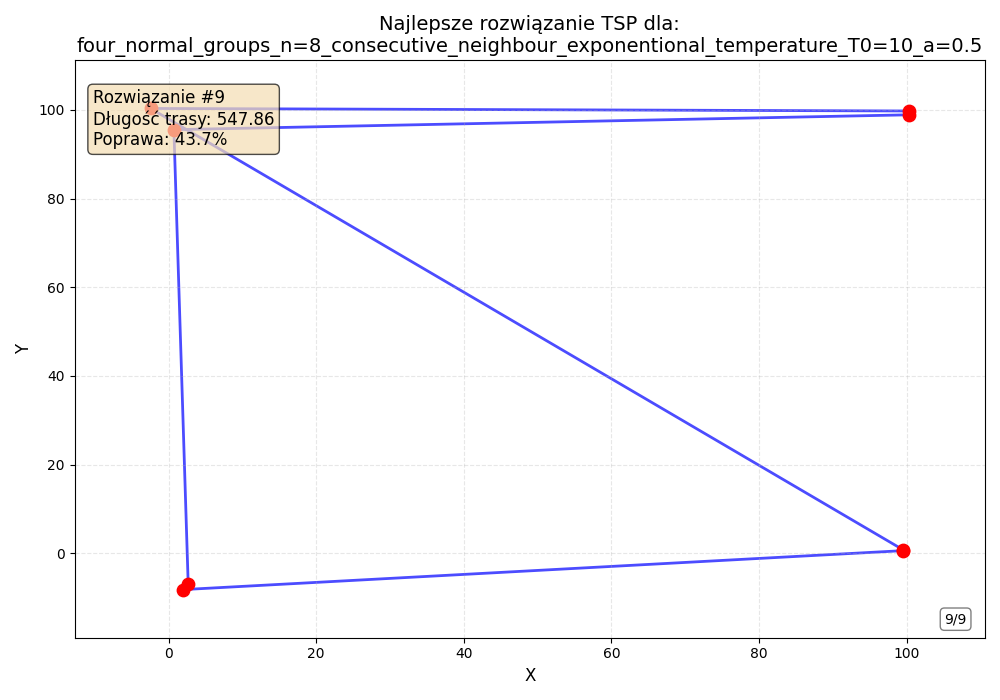 Najlepsze rozwiązanie TSP dla:
four_normal_groups_n=8_consecutive_neighbour_exponentional_temperature_T0=10_a=0.5
Rozwiązanie #9
Długość trasy: 547.86
Poprawa: 43.7%
100
80
60
40
20
0
Y
9/9
0 20 40 60 80 100
X